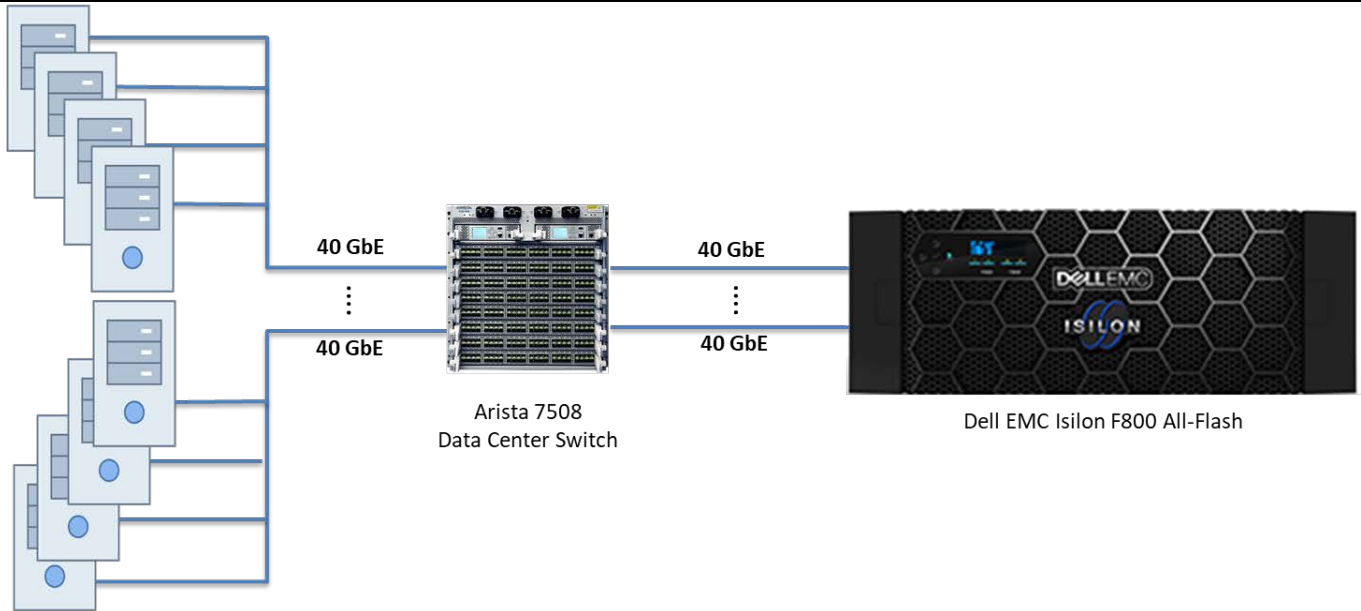 40 GbE
40 GbE
40 GbE
40 GbE
DELLEMC
ISILON
Arista 7508
Data Center Switch
Dell EMC Isilon F800 All-Flash